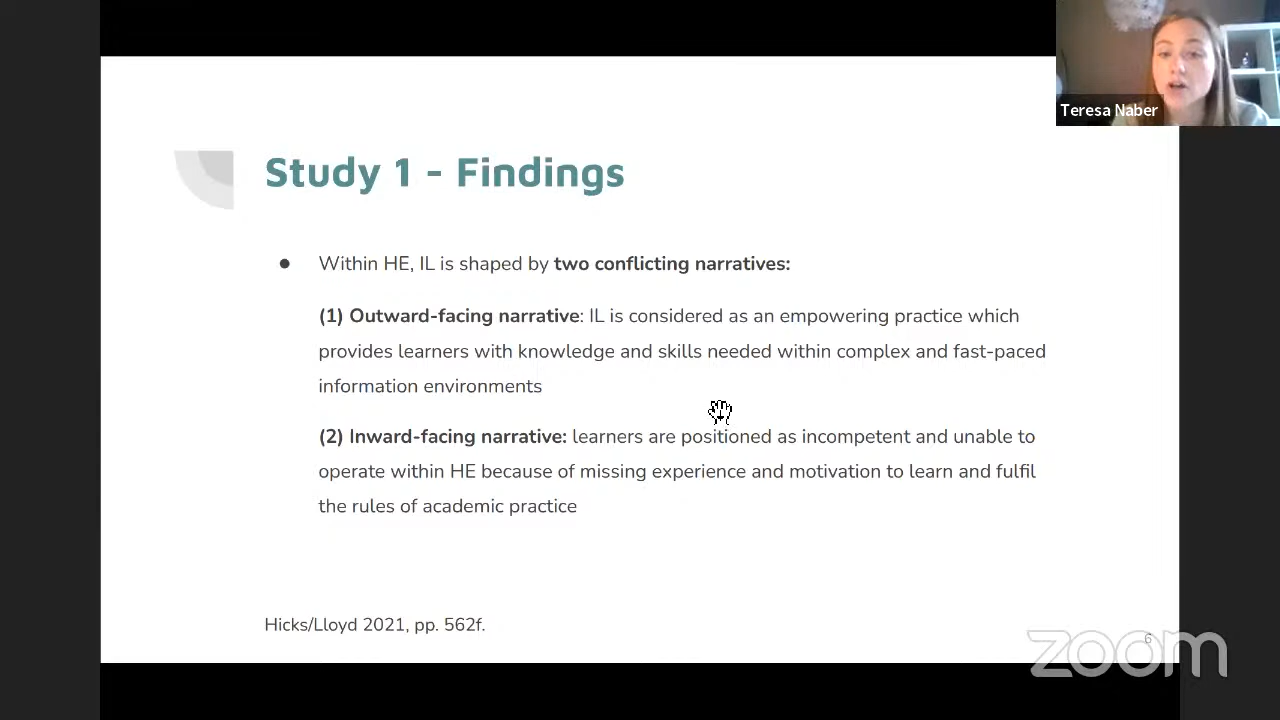 Teresa Naber
Study 1 - Findings
● Within HE, IL is shaped by two conflicting narratives:
(1) Outward-facing narrative: IL is considered as an empowering practice which
provides learners with knowledge and skills needed within complex and fast-paced
information environments
(2) Inward-facing narrative: learners are positioned as incompetent and unable to
operate within HE because of missing experience and motivation to learn and fulfil
the rules of academic practice
Hicks/Lloyd 2021, pp. 562f.
6
zoom